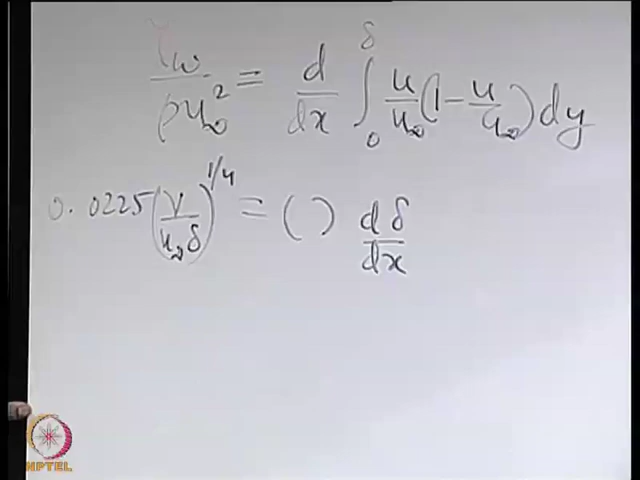 τw/ρu∞² = d/dx ∫₀^δ u/u∞ (1 − u/u∞) dy
0.0225 (ν/u∞δ)^1/4 = ( ) dδ/dx
NPTEL